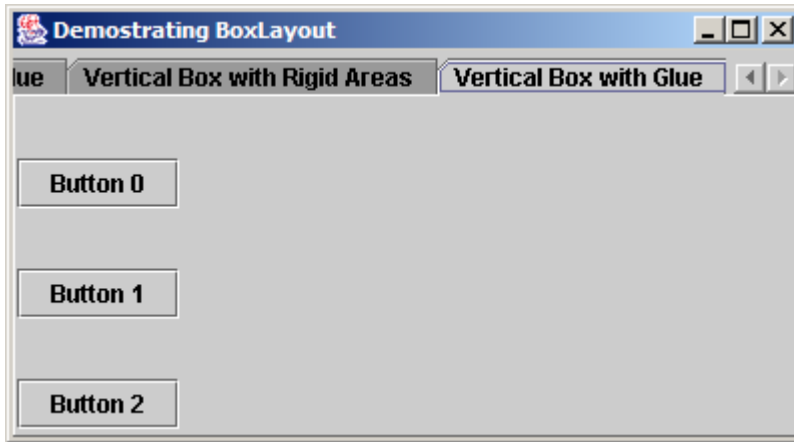 Demostrating BoxLayout
lue Vertical Box with Rigid Areas Vertical Box with Glue
Button 0
Button 1
Button 2